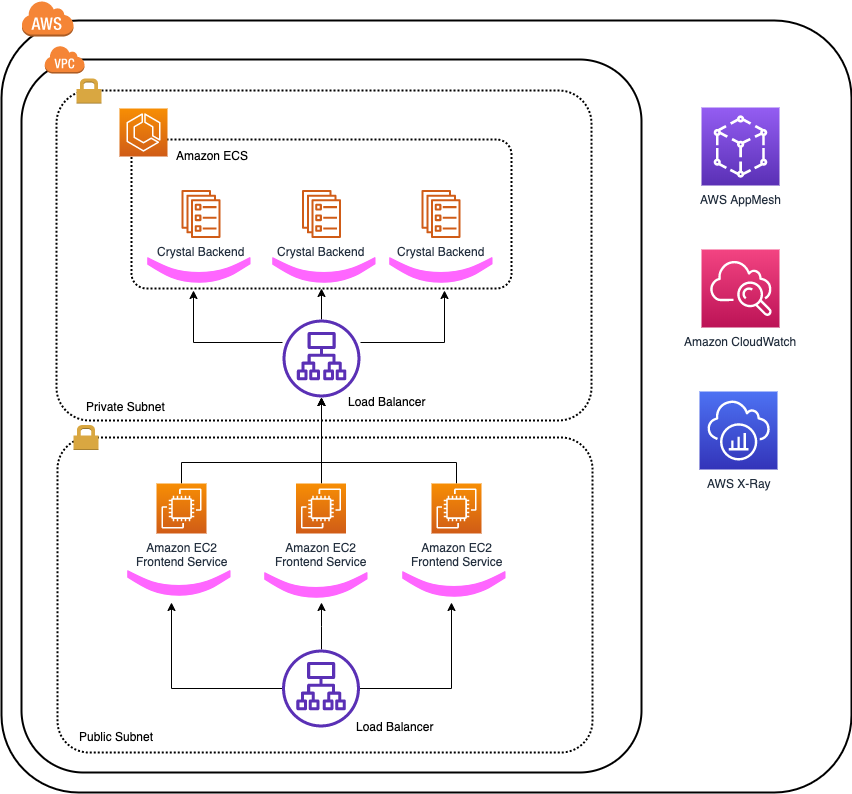 AWS
VPC
Amazon ECS
Crystal Backend
Crystal Backend
Crystal Backend
Load Balancer
Private Subnet
Amazon EC2
Frontend Service
Amazon EC2
Frontend Service
Amazon EC2
Frontend Service
Load Balancer
Public Subnet
AWS AppMesh
Amazon CloudWatch
AWS X-Ray